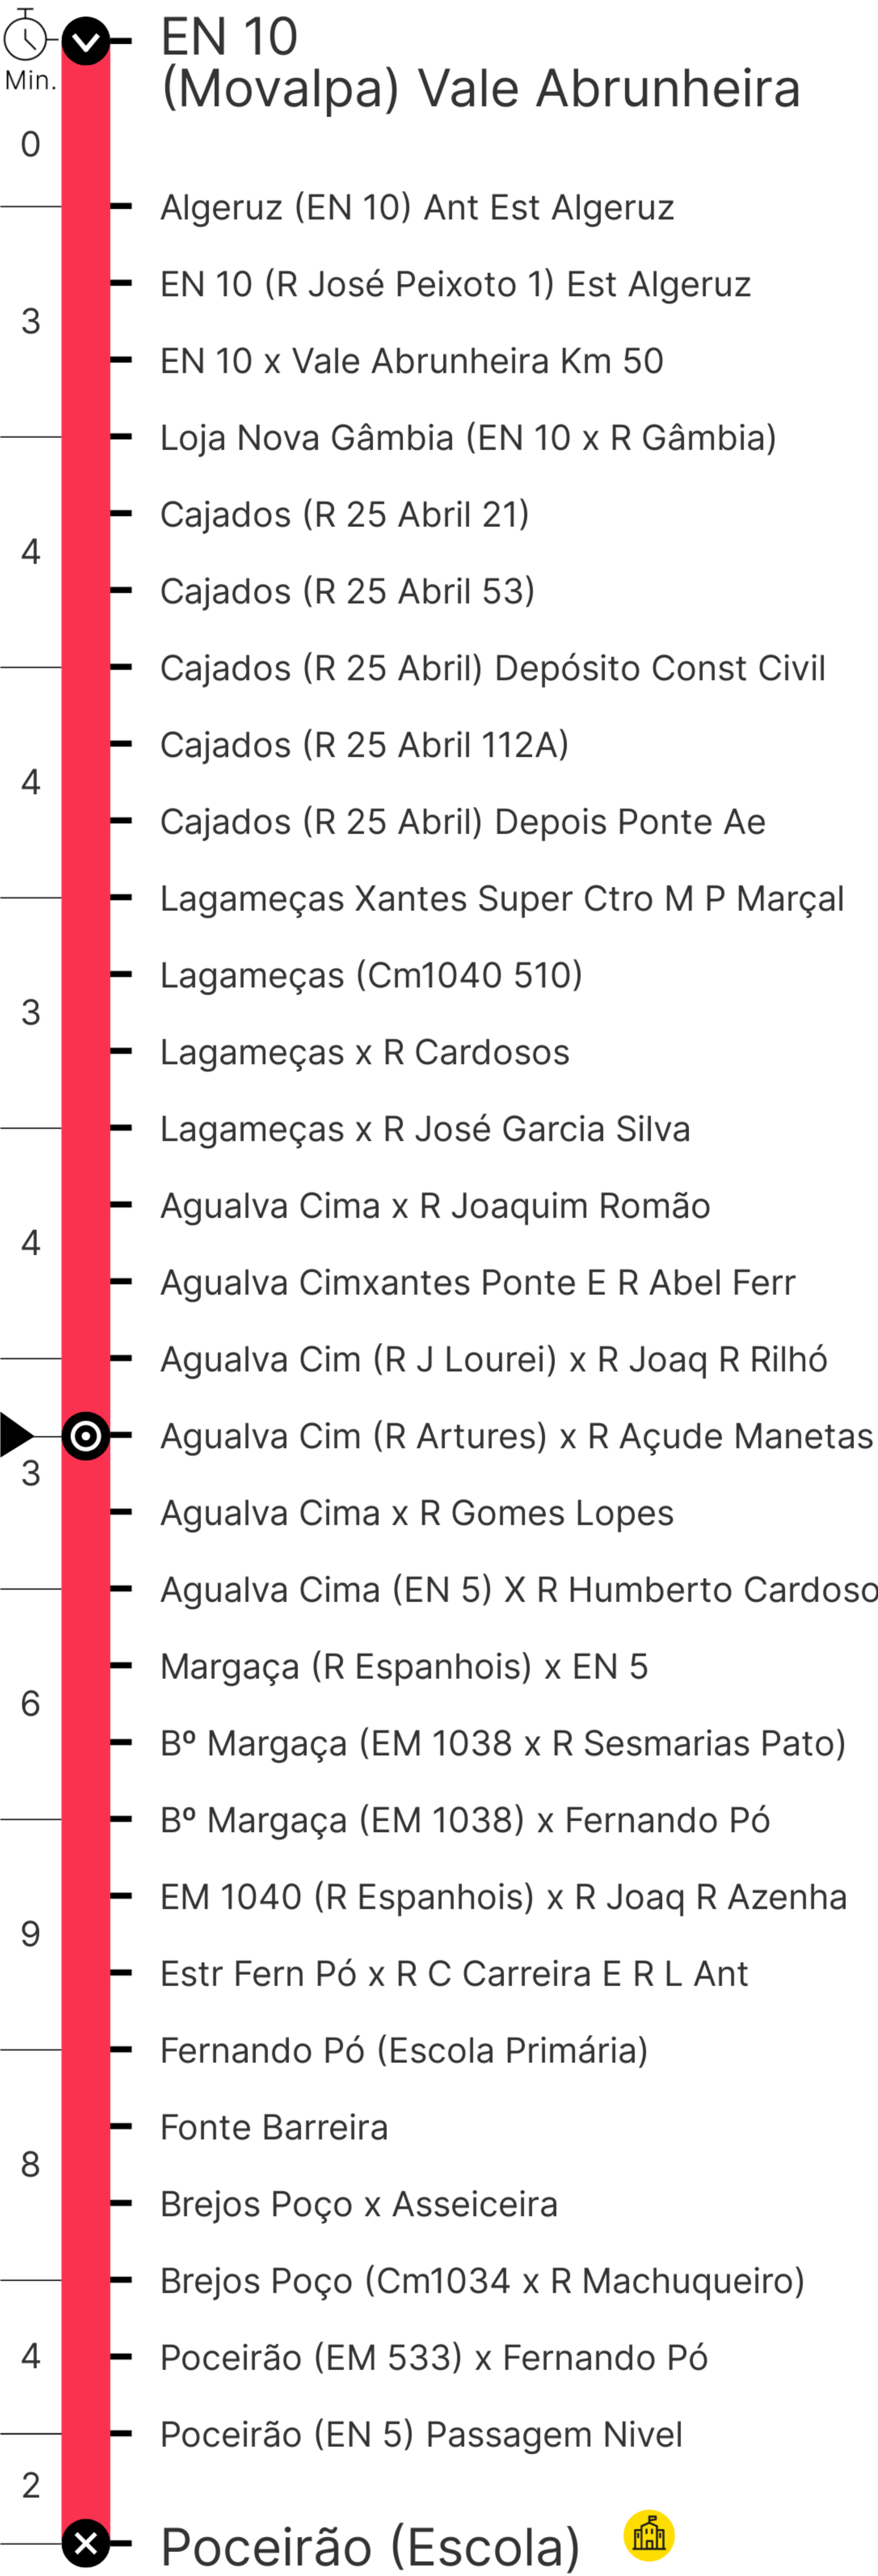 EN 10
(Movalpa) Vale Abrunheira
Min.
0
Algeruz (EN 10) Ant Est Algeruz
EN 10 (R José Peixoto 1) Est Algeruz
3
EN 10 x Vale Abrunheira Km 50
Loja Nova Gâmbia (EN 10 x R Gâmbia)
Cajados (R 25 Abril 21)
4
Cajados (R 25 Abril 53)
Cajados (R 25 Abril) Depósito Const Civil
Cajados (R 25 Abril 112A)
4
Cajados (R 25 Abril) Depois Ponte Ae
Lagameças Xantes Super Ctro M P Marçal
Lagameças (Cm1040 510)
3
Lagameças x R Cardosos
Lagameças x R José Garcia Silva
Agualva Cima x R Joaquim Romão
4
Agualva Cimxantes Ponte E R Abel Ferr
Agualva Cim (R J Lourei) x R Joaq R Rilhó
Agualva Cim (R Artures) x R Açude Manetas
3
Agualva Cima x R Gomes Lopes
Agualva Cima (EN 5) X R Humberto Cardoso
Margaça (R Espanhois) x EN 5
6
Bº Margaça (EM 1038 x R Sesmarias Pato)
Bº Margaça (EM 1038) x Fernando Pó
EM 1040 (R Espanhois) x R Joaq R Azenha
9
Estr Fern Pó x R C Carreira E R L Ant
Fernando Pó (Escola Primária)
Fonte Barreira
8
Brejos Poço x Asseiceira
Brejos Poço (Cm1034 x R Machuqueiro)
4
Poceirão (EM 533) x Fernando Pó
Poceirão (EN 5) Passagem Nivel
2
Poceirão (Escola)